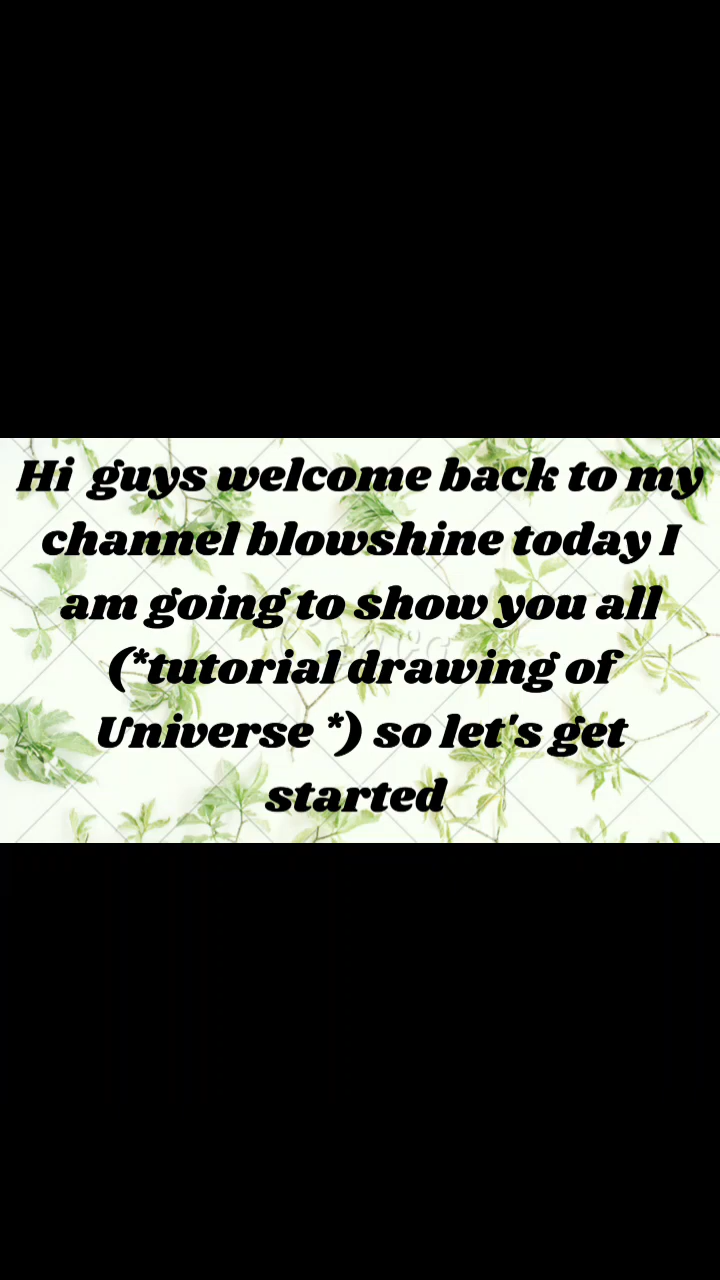 Hi  guys welcome back to my
channel blowshine today I
am going to show you all
(*tutorial drawing of
Universe *) so let's get
started